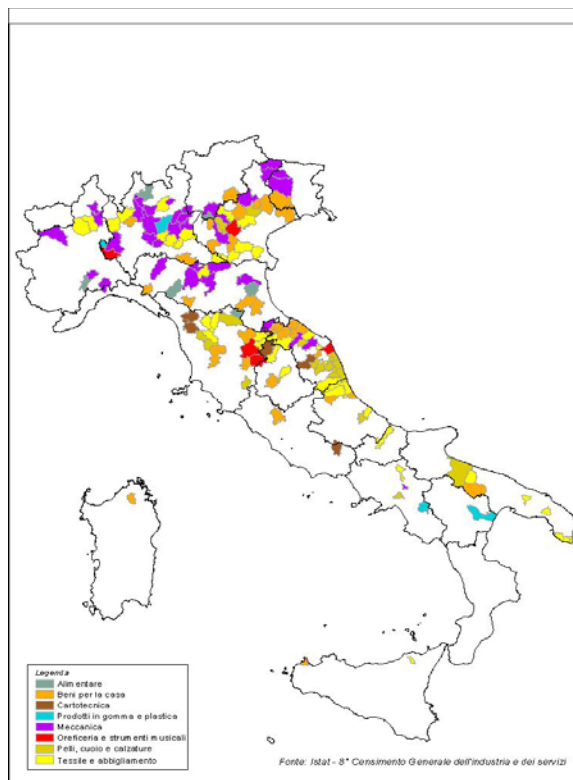 Legenda
Alimentare
Beni per la casa
Cartotecnica
Prodotti in gomma e plastica
Meccanica
Oreficeria e strumenti musicali
Pelli, cuoio e calzature
Tessile e abbigliamento
Fonte: Istat - 8° Censimento Generale dell'industria e dei servizi